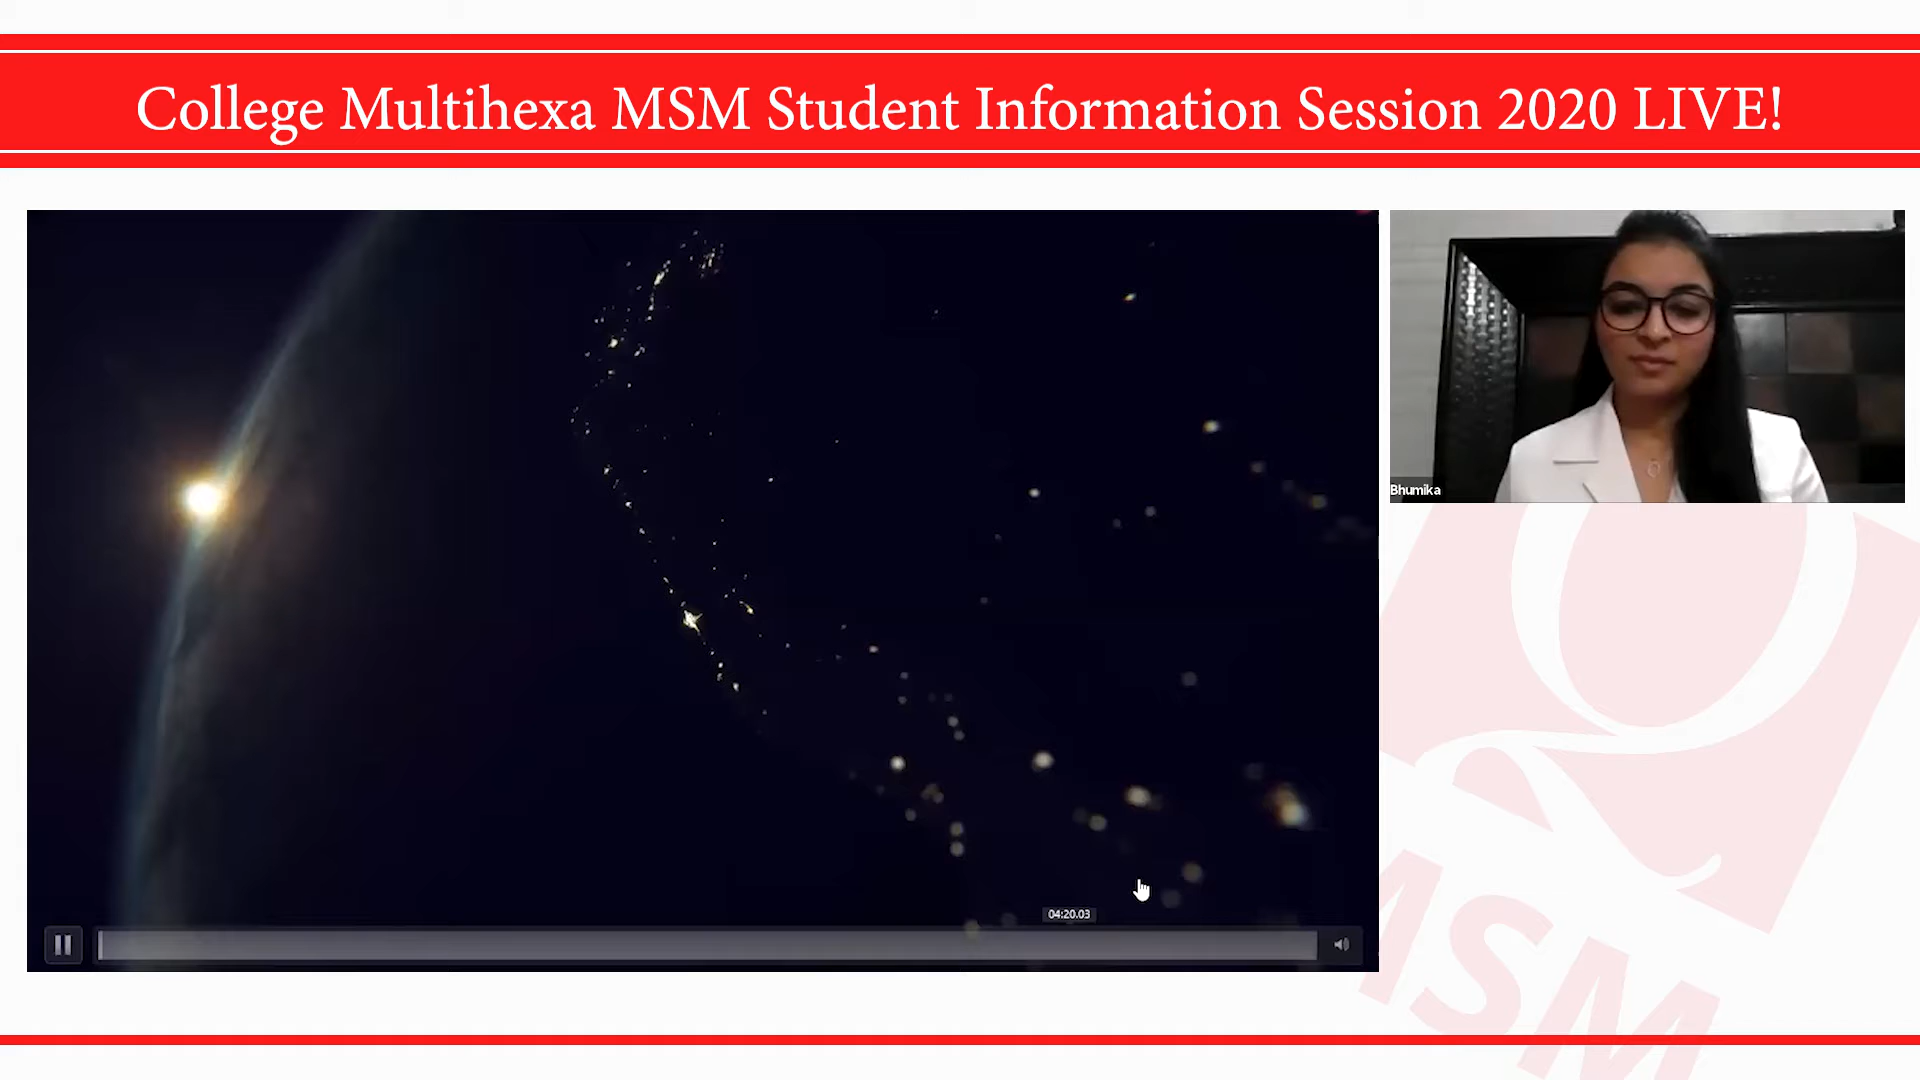 College Multihexa MSM Student Information Session 2020 LIVE!
Bhumika
04:20.03
MSM